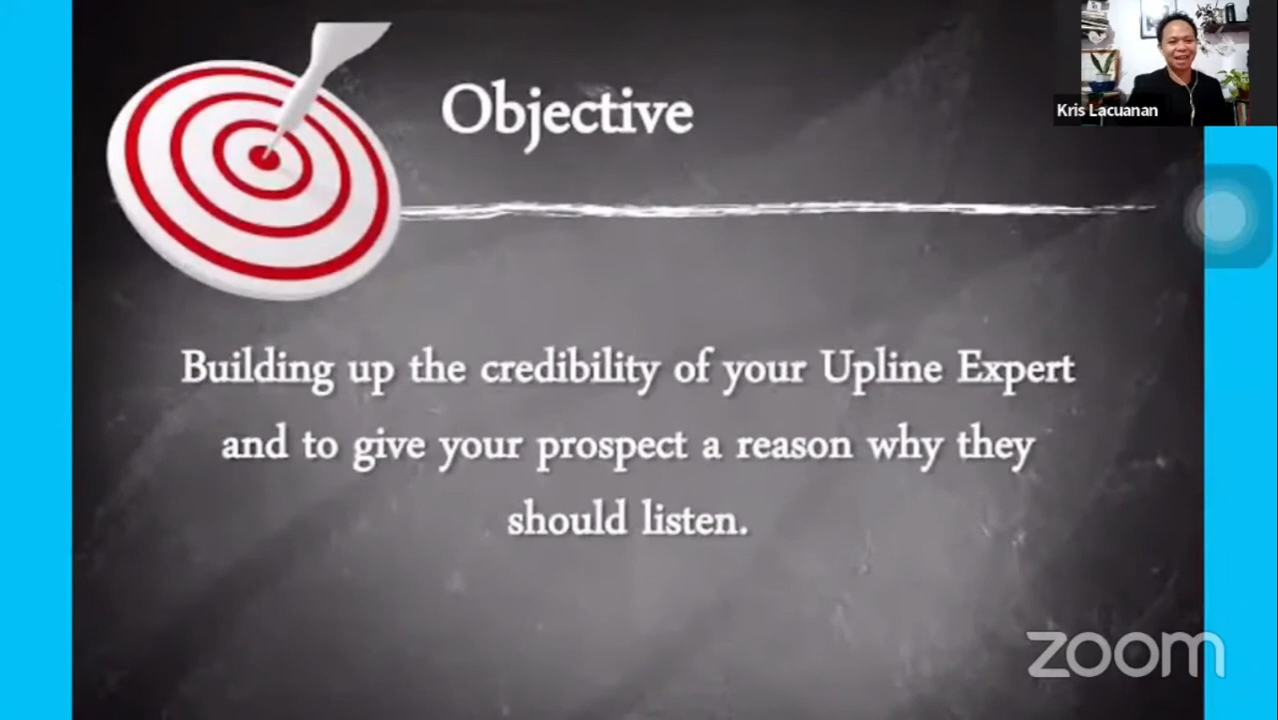 Objective
Kris Lacuanan
Building up the credibility of your Upline Expert
and to give your prospect a reason why they
should listen.
zoom